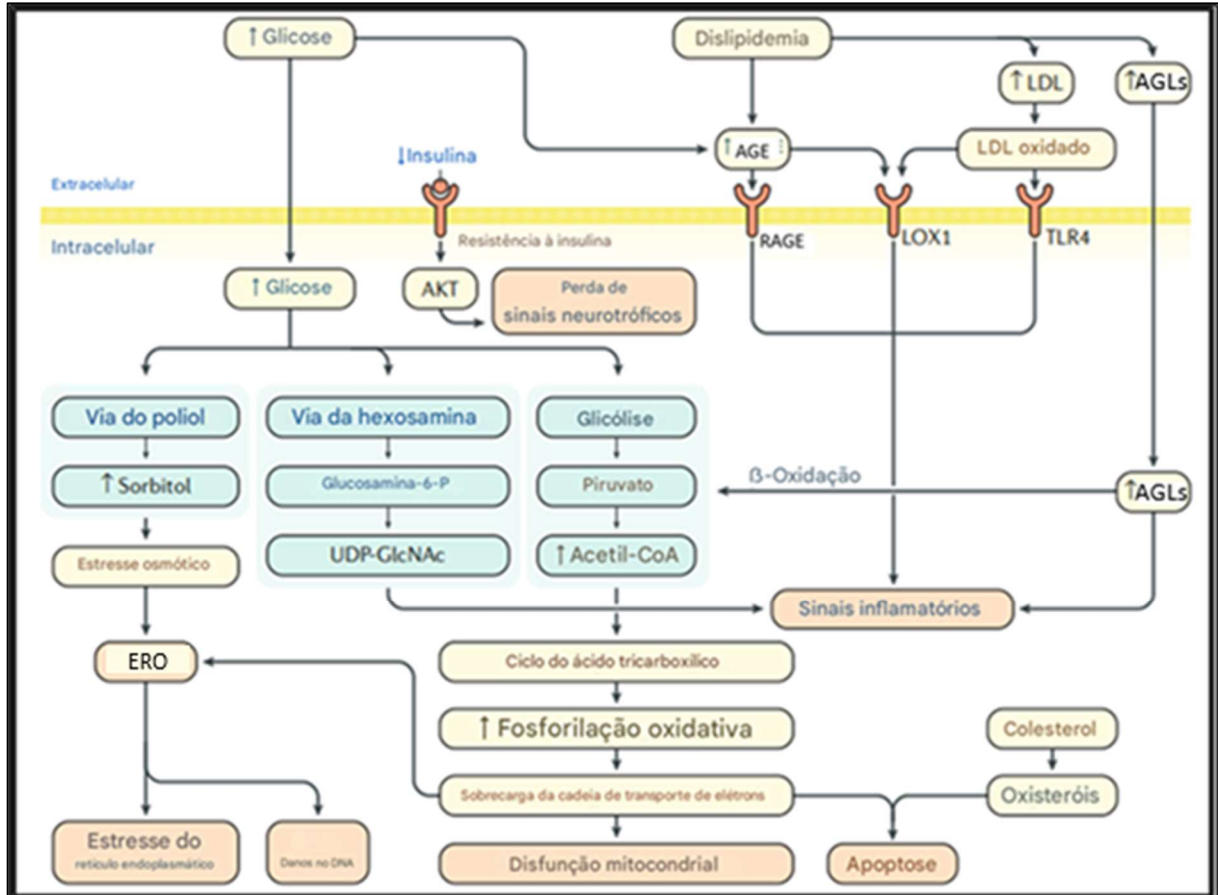 ↑ Glicose
Dislipidemia
↑ LDL
↑AGLs
↓Insulina
↑ AGE
LDL oxidado
Extracelular
Intracelular
Resistência à insulina
RAGE
LOX1
TLR4
↑ Glicose
AKT
Perda de
sinais neurotróficos
Via do poliol
Via da hexosamina
Glicólise
↑ Sorbitol
Glucosamina-6-P
Piruvato
ß-Oxidação
↑AGLs
Estresse osmótico
UDP-GlcNAc
↑ Acetil-CoA
Sinais inflamatórios
ERO
Ciclo do ácido tricarboxílico
↑ Fosforilação oxidativa
Colesterol
Sobrecarga da cadeia de transporte de elétrons
Oxisteróis
Estresse do
retículo endoplasmático
Danos no DNA
Disfunção mitocondrial
Apoptose